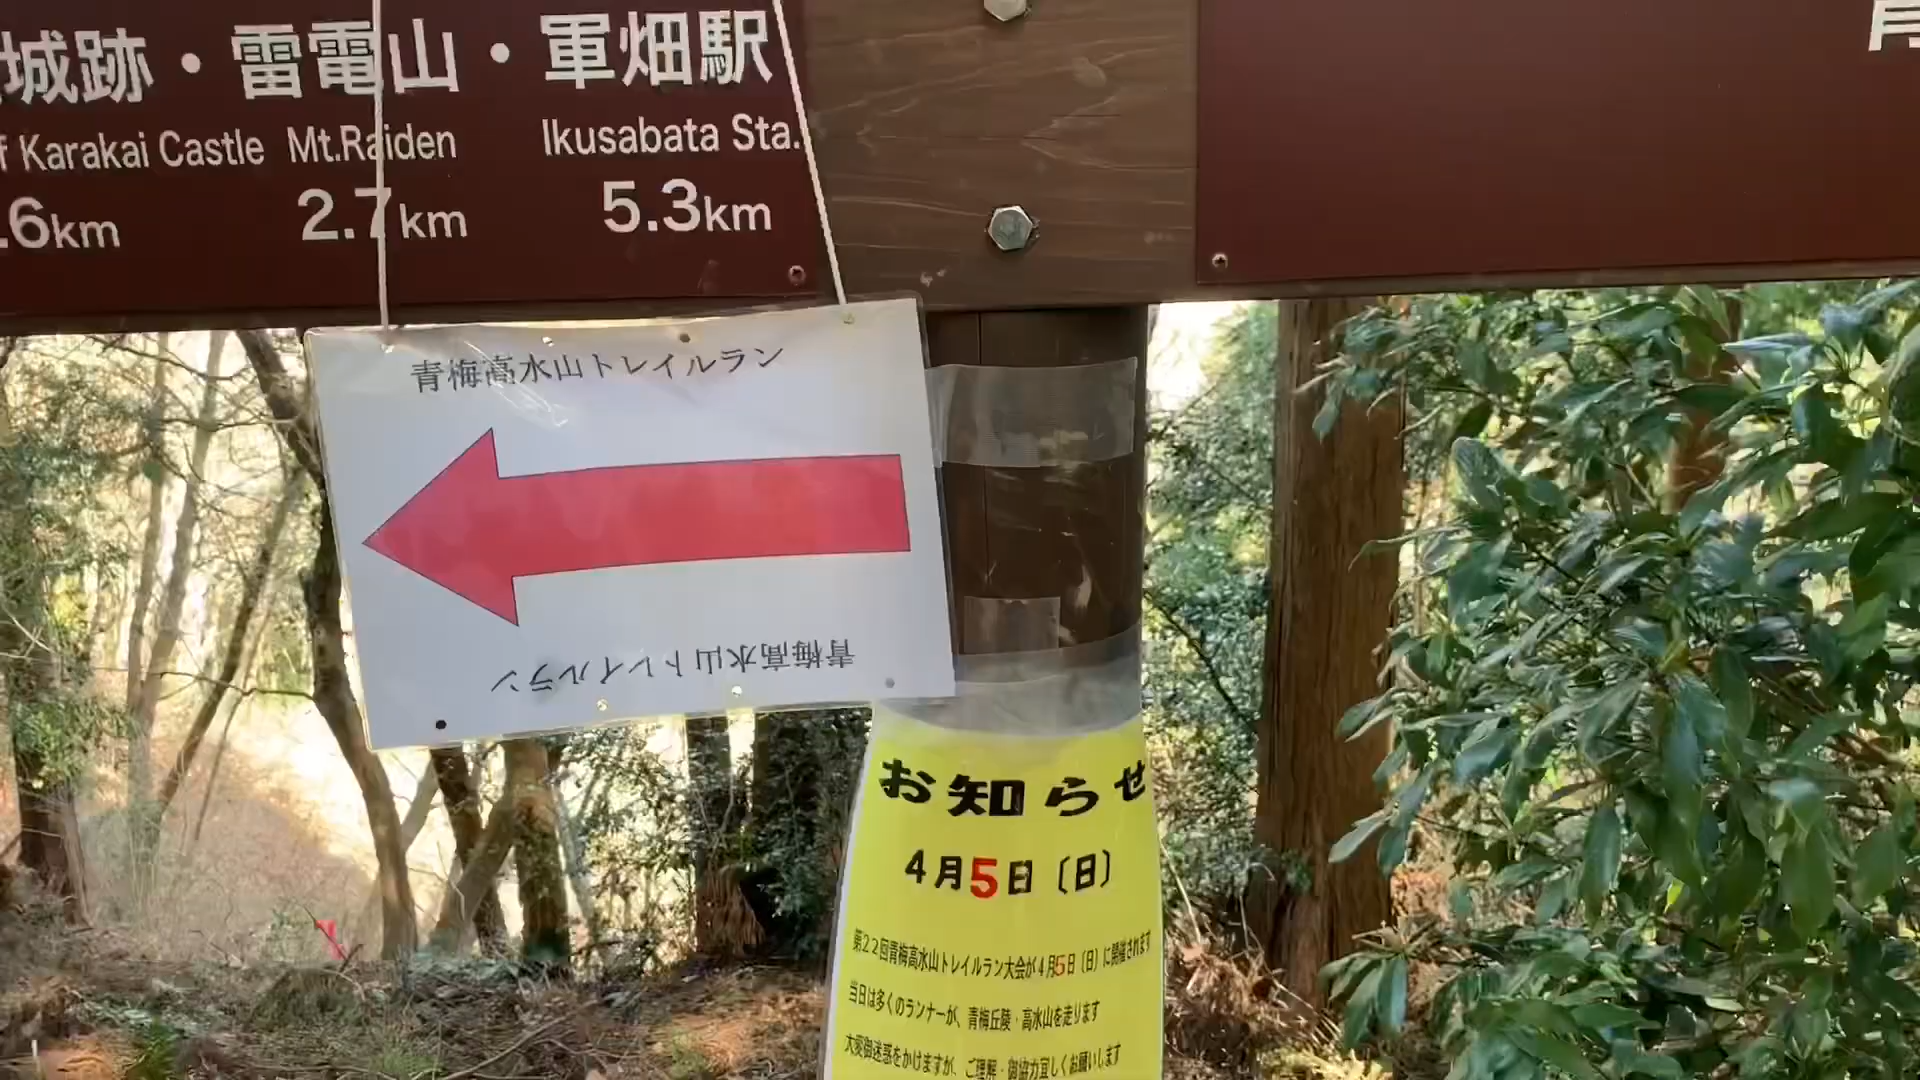 城跡・雷電山・軍畑駅
Karakai Castle Mt.Raiden Ikusabata Sta.
.6km 2.7km 5.3km
青梅高水山トレイルラン
青梅高水山トレイルラン
お知らせ
4月5日（日）
第22回青梅高水山トレイルラン大会が4月5日（日）に開催されます
当日は多くのランナーが、青梅丘陵・高水山を走ります
大変御迷惑をかけますが、ご理解・御協力宜しくお願いします